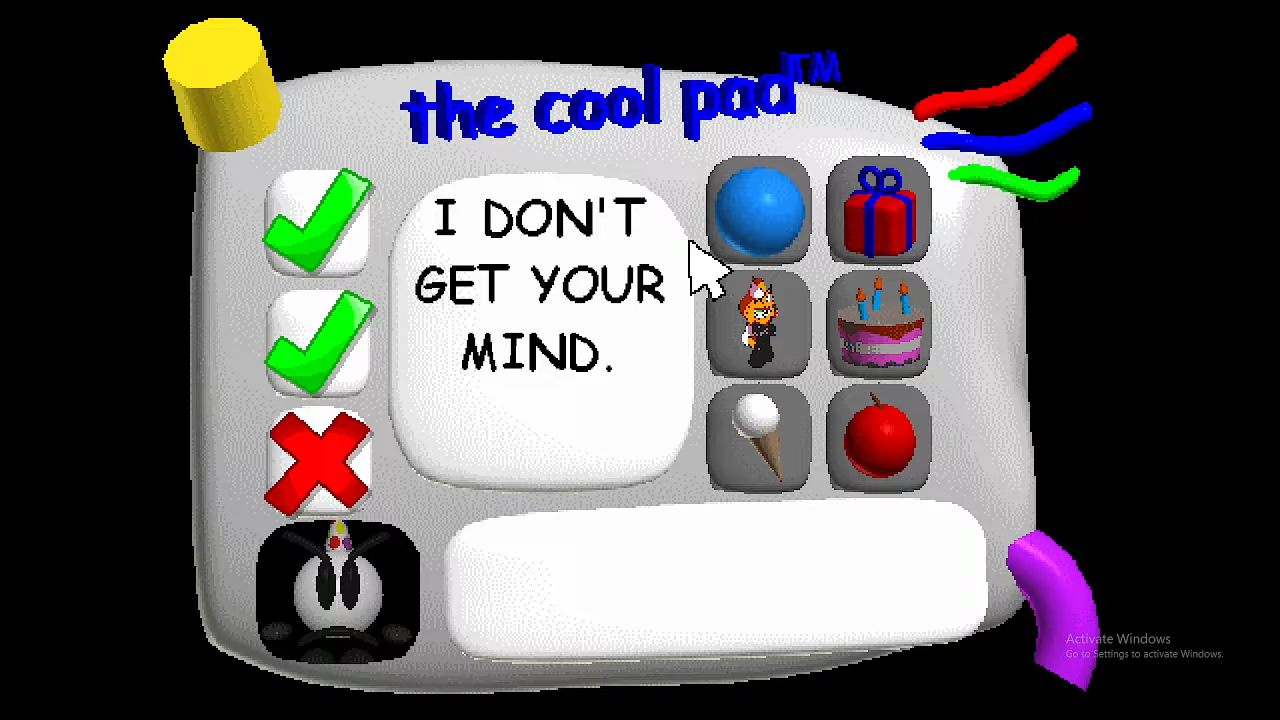 the cool pad™
I DON'T
GET YOUR
MIND.
Activate Windows
Go to Settings to activate Windows.